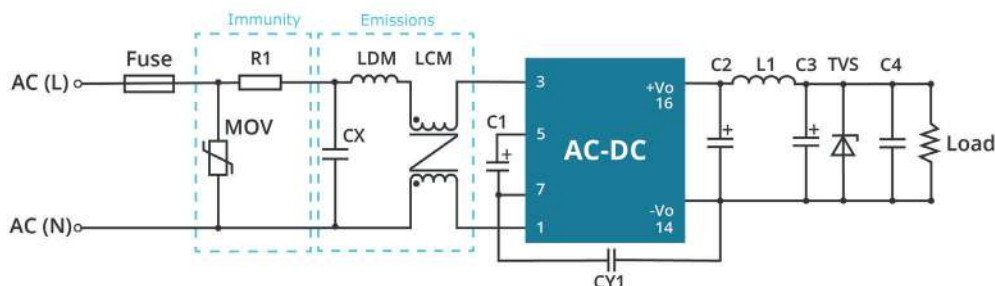 Immunity
Emissions
Fuse
R1
LDM
LCM
C2
L1
C3
TVS
C4
AC (L)
3
+Vo
16
MOV
CX
C1
5
AC-DC
Load
7
AC (N)
1
-Vo
14
CY1